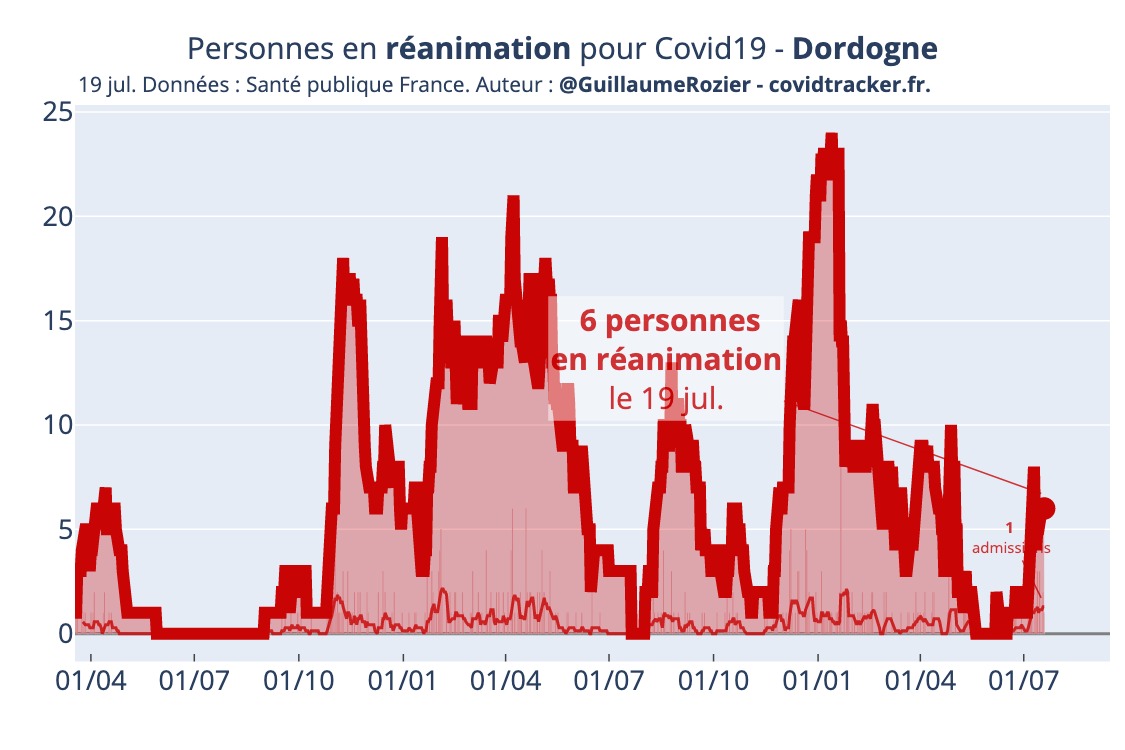 Personnes en réanimation pour Covid19 - Dordogne
19 jul. Données : Santé publique France. Auteur : @GuillaumeRozier - covidtracker.fr.
25
20
15
10
5
0
6 personnes
en réanimation
le 19 jul.
1
admissions
01/04 01/07 01/10 01/01 01/04 01/07 01/10 01/01 01/04 01/07